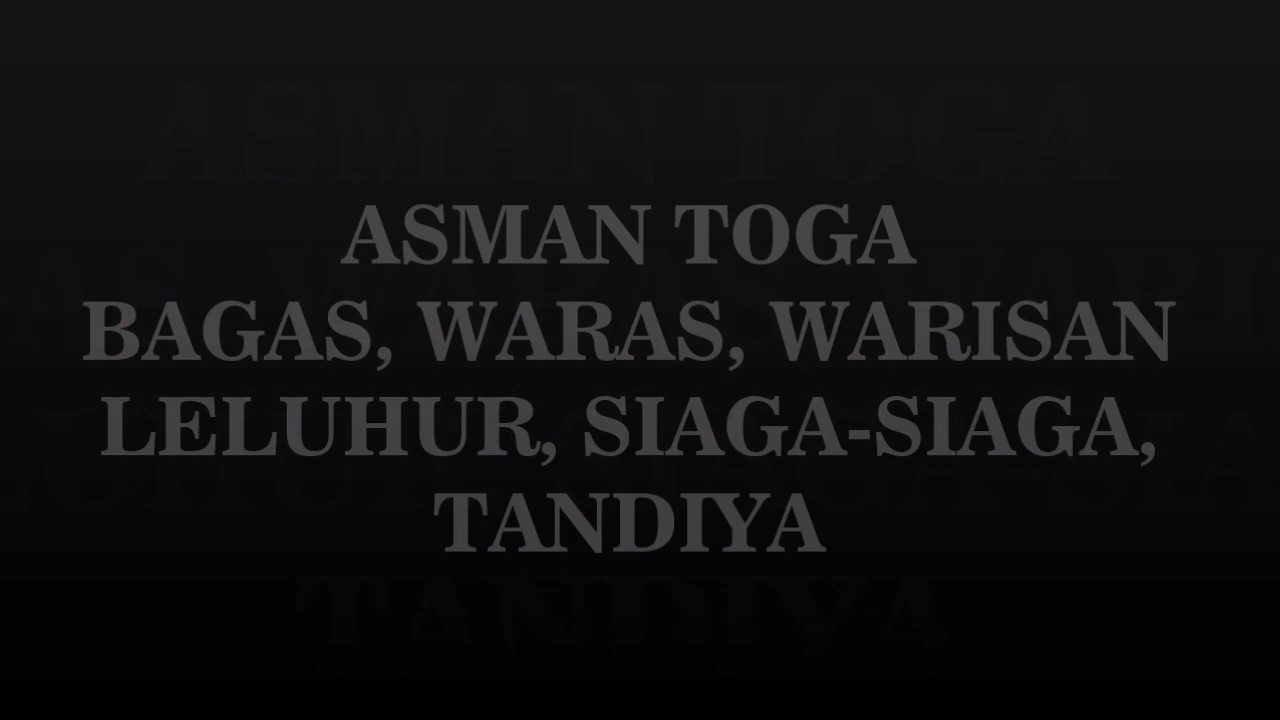 ASMAN TOGA
BAGAS, WARAS, WARISAN
LELUHUR, SIAGA-SIAGA,
TANDIYA